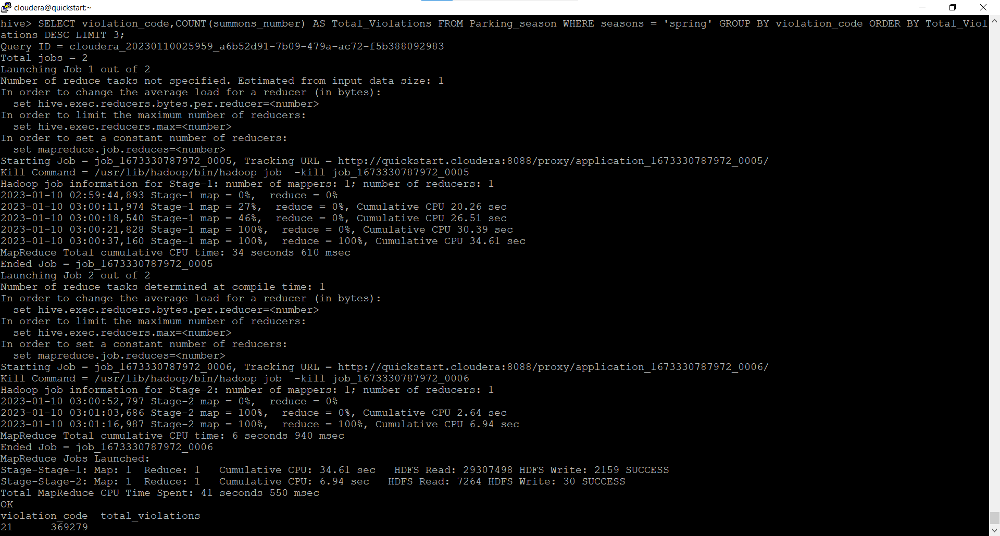 cloudera@quickstart:~
hive> SELECT violation_code,COUNT(summons_number) AS Total_Violations FROM Parking_season WHERE seasons = 'spring' GROUP BY violation_code ORDER BY Total_Viol
ations DESC LIMIT 3;
Query ID = cloudera_20230110025959_a6b52d91-7b09-479a-ac72-f5b388092983
Total jobs = 2
Launching Job 1 out of 2
Number of reduce tasks not specified. Estimated from input data size: 1
In order to change the average load for a reducer (in bytes):
  set hive.exec.reducers.bytes.per.reducer=<number>
In order to limit the maximum number of reducers:
  set hive.exec.reducers.max=<number>
In order to set a constant number of reducers:
  set mapreduce.job.reduces=<number>
Starting Job = job_1673330787972_0005, Tracking URL = http://quickstart.cloudera:8088/proxy/application_1673330787972_0005/
Kill Command = /usr/lib/hadoop/bin/hadoop job  -kill job_1673330787972_0005
Hadoop job information for Stage-1: number of mappers: 1; number of reducers: 1
2023-01-10 02:59:44,893 Stage-1 map = 0%,  reduce = 0%
2023-01-10 03:00:11,974 Stage-1 map = 27%,  reduce = 0%, Cumulative CPU 20.26 sec
2023-01-10 03:00:18,540 Stage-1 map = 46%,  reduce = 0%, Cumulative CPU 26.51 sec
2023-01-10 03:00:21,828 Stage-1 map = 100%,  reduce = 0%, Cumulative CPU 30.39 sec
2023-01-10 03:00:37,160 Stage-1 map = 100%,  reduce = 100%, Cumulative CPU 34.61 sec
MapReduce Total cumulative CPU time: 34 seconds 610 msec
Ended Job = job_1673330787972_0005
Launching Job 2 out of 2
Number of reduce tasks determined at compile time: 1
In order to change the average load for a reducer (in bytes):
  set hive.exec.reducers.bytes.per.reducer=<number>
In order to limit the maximum number of reducers:
  set hive.exec.reducers.max=<number>
In order to set a constant number of reducers:
  set mapreduce.job.reduces=<number>
Starting Job = job_1673330787972_0006, Tracking URL = http://quickstart.cloudera:8088/proxy/application_1673330787972_0006/
Kill Command = /usr/lib/hadoop/bin/hadoop job  -kill job_1673330787972_0006
Hadoop job information for Stage-2: number of mappers: 1; number of reducers: 1
2023-01-10 03:00:52,797 Stage-2 map = 0%,  reduce = 0%
2023-01-10 03:01:03,686 Stage-2 map = 100%,  reduce = 0%, Cumulative CPU 2.64 sec
2023-01-10 03:01:16,987 Stage-2 map = 100%,  reduce = 100%, Cumulative CPU 6.94 sec
MapReduce Total cumulative CPU time: 6 seconds 940 msec
Ended Job = job_1673330787972_0006
MapReduce Jobs Launched:
Stage-Stage-1: Map: 1  Reduce: 1   Cumulative CPU: 34.61 sec   HDFS Read: 29307498 HDFS Write: 2159 SUCCESS
Stage-Stage-2: Map: 1  Reduce: 1   Cumulative CPU: 6.94 sec   HDFS Read: 7264 HDFS Write: 30 SUCCESS
Total MapReduce CPU Time Spent: 41 seconds 550 msec
OK
violation_code  total_violations
21      369279